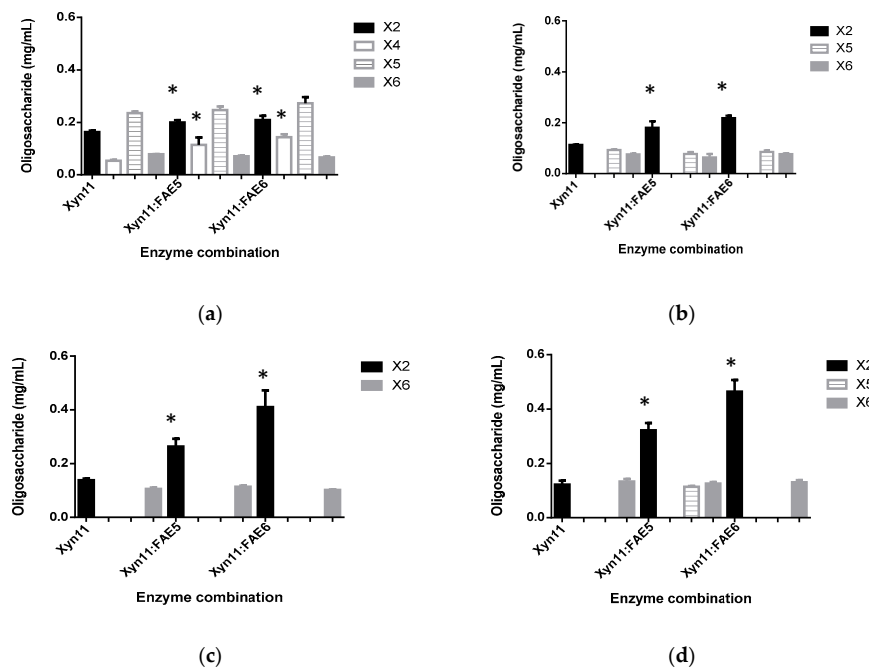 0.6
0.4
0.2
0.0
Oligosaccharide (mg/mL)
*
*
*
*
X2
X4
X5
X6
Xyn11
Xyn11:FAE5
Xyn11:FAE6
Enzyme combination
(a)
0.6
0.4
0.2
0.0
Oligosaccharide (mg/mL)
*
*
X2
X5
X6
Xyn11
Xyn11:FAE5
Xyn11:FAE6
Enzyme combination
(b)
0.6
0.4
0.2
0.0
Oligosaccharide (mg/mL)
*
*
X2
X6
Xyn11
Xyn11:FAE5
Xyn11:FAE6
Enzyme combination
(c)
0.6
0.4
0.2
0.0
Oligosaccharide (mg/mL)
*
*
X2
X5
X6
Xyn11
Xyn11:FAE5
Xyn11:FAE6
Enzyme combination
(d)